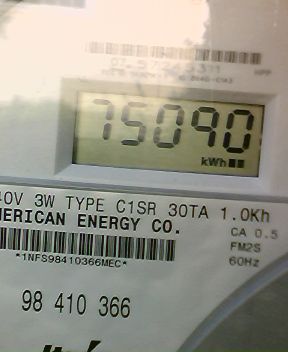 75090
kWh
40V 3W TYPE C1SR 30TA 1.0Kh
MERICAN ENERGY CO.
CA 0.5
FM2S
60Hz
*1NFS98410366MEC*
98 410 366